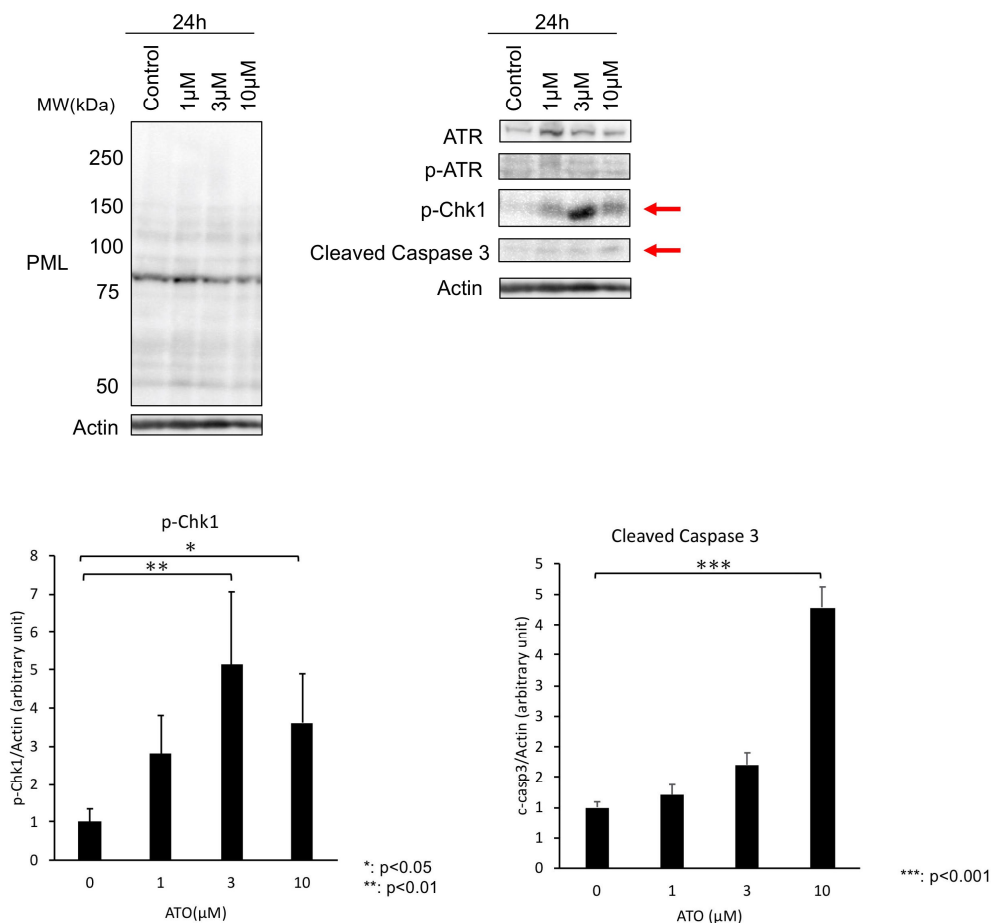 24h
Control
1µM
3µM
10µM
MW(kDa)
250
150
100
PML
75
50
Actin
24h
Control
1µM
3µM
10µM
ATR
p-ATR
p-Chk1
Cleaved Caspase 3
Actin
p-Chk1
p-Chk1/Actin (arbitrary unit)
8
7
6
5
4
3
2
1
0
*
**
0 1 3 10
ATO(µM)
*: p<0.05
**: p<0.01
Cleaved Caspase 3
c-casp3/Actin (arbitrary unit)
5
5
4
4
3
3
2
2
1
1
0
***
0 1 3 10
ATO (µM)
***: p<0.001